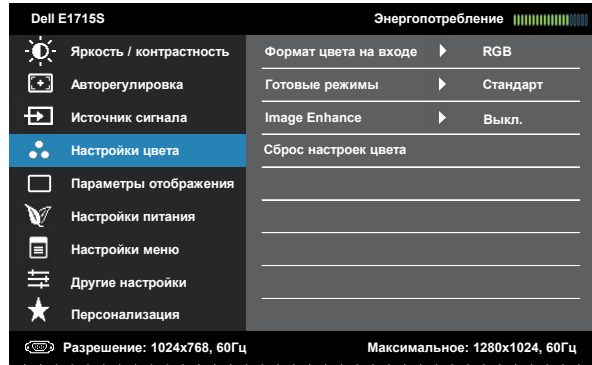 Dell E1715S Энергопотребление
Яркость / контрастность Формат цвета на входе RGB
Авторегулировка Готовые режимы Стандарт
Источник сигнала Image Enhance Выкл.
Настройки цвета Сброс настроек цвета
Параметры отображения
Настройки питания
Настройки меню
Другие настройки
Персонализация
Разрешение: 1024x768, 60Гц Максимальное: 1280x1024, 60Гц